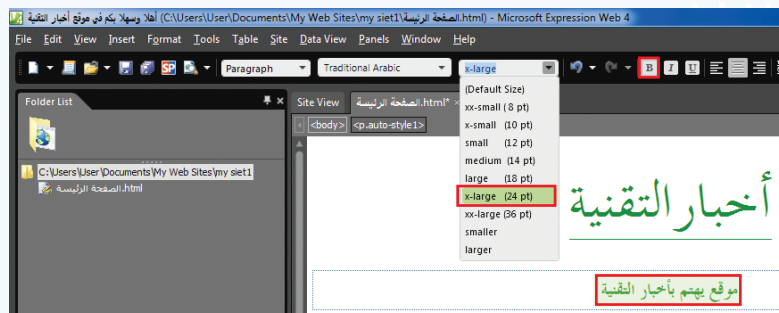 أهلا وسهلا بكم في موقع أخبار التقنية (C:\Users\User\Documents\My Web Sites\my siet1\الصفحة الرئيسة.html) - Microsoft Expression Web 4
File Edit View Insert Format Tools Table Site Data View Panels Window Help
Paragraph Traditional Arabic x-large B I U
Folder List
Site View الصفحة الرئيسة.html*
<body> <p.auto-style1>
(Default Size)
xx-small ( 8 pt)
x-small (10 pt)
small (12 pt)
medium (14 pt)
large (18 pt)
x-large (24 pt)
xx-large (36 pt)
smaller
larger
C:\Users\User\Documents\My Web Sites\my siet1
الصفحة الرئيسة.html
أخبار التقنية
موقع يهتم بأخبار التقنية